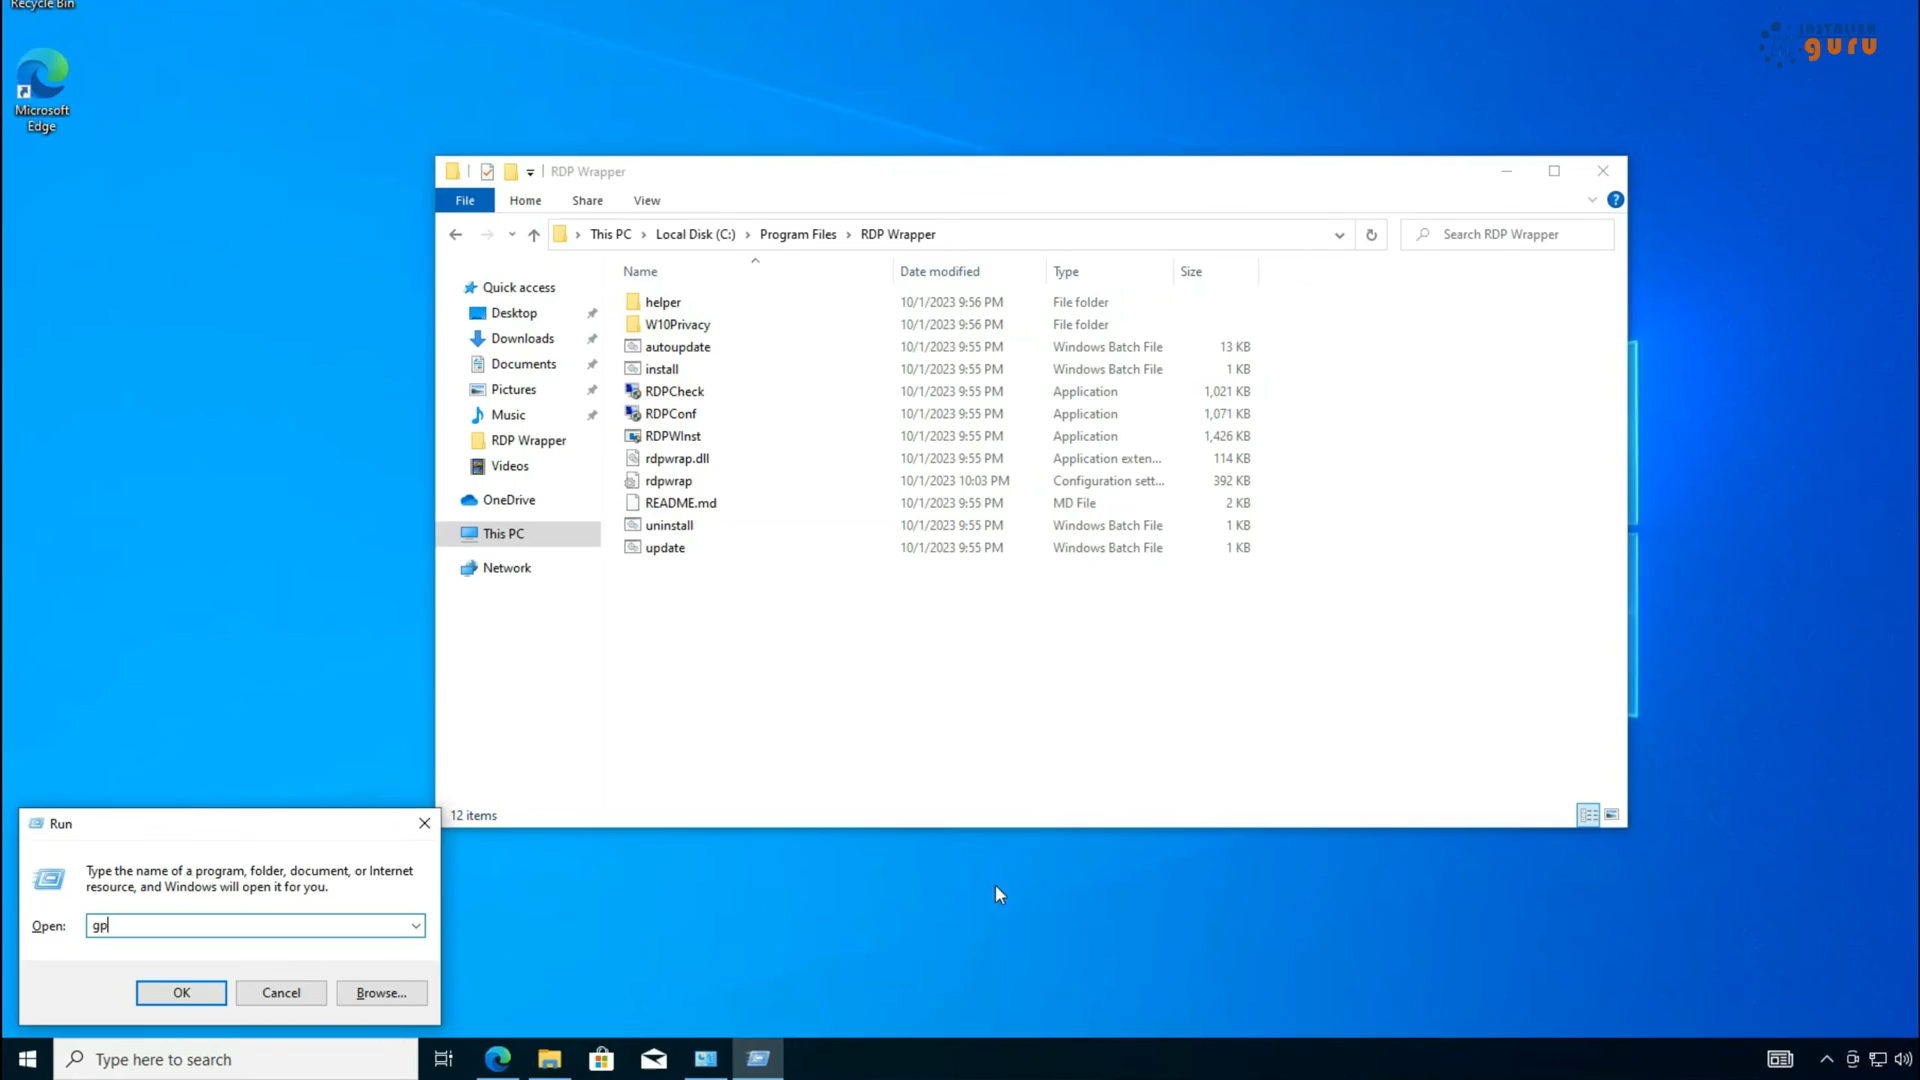 Recycle Bin
guru
Microsoft
Edge
RDP Wrapper
File Home Share View
This PC Local Disk (C:) Program Files RDP Wrapper
Search RDP Wrapper
Name Date modified Type Size
Quick access
Desktop
Downloads
Documents
Pictures
Music
RDP Wrapper
Videos
OneDrive
This PC
Network
helper 10/1/2023 9:56 PM File folder
W10Privacy 10/1/2023 9:56 PM File folder
autoupdate 10/1/2023 9:55 PM Windows Batch File 13 KB
install 10/1/2023 9:55 PM Windows Batch File 1 KB
RDPCheck 10/1/2023 9:55 PM Application 1,021 KB
RDPConf 10/1/2023 9:55 PM Application 1,071 KB
RDPWInst 10/1/2023 9:55 PM Application 1,426 KB
rdpwrap.dll 10/1/2023 9:55 PM Application exten... 114 KB
rdpwrap 10/1/2023 10:03 PM Configuration sett... 392 KB
README.md 10/1/2023 9:55 PM MD File 2 KB
uninstall 10/1/2023 9:55 PM Windows Batch File 1 KB
update 10/1/2023 9:55 PM Windows Batch File 1 KB
12 items
Run
Type the name of a program, folder, document, or Internet
resource, and Windows will open it for you.
Open: gp
OK Cancel Browse...
Type here to search